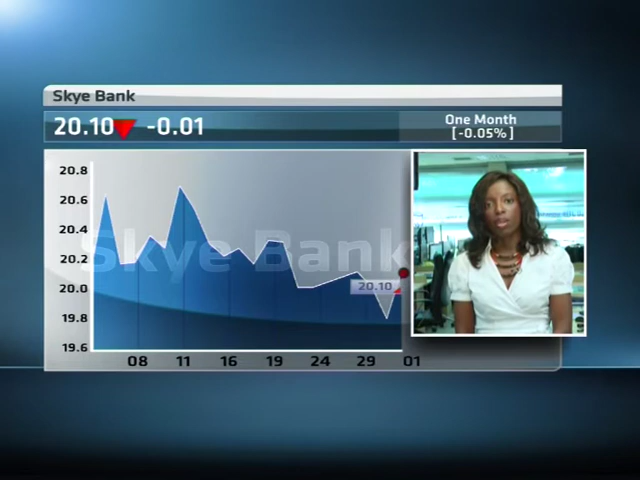 Skye Bank
20.10 -0.01
One Month
[ -0.05% ]
20.8
20.6
20.4
20.2
20.0
19.8
19.6
Skye Bank
20.10
08 11 16 19 24 29 01